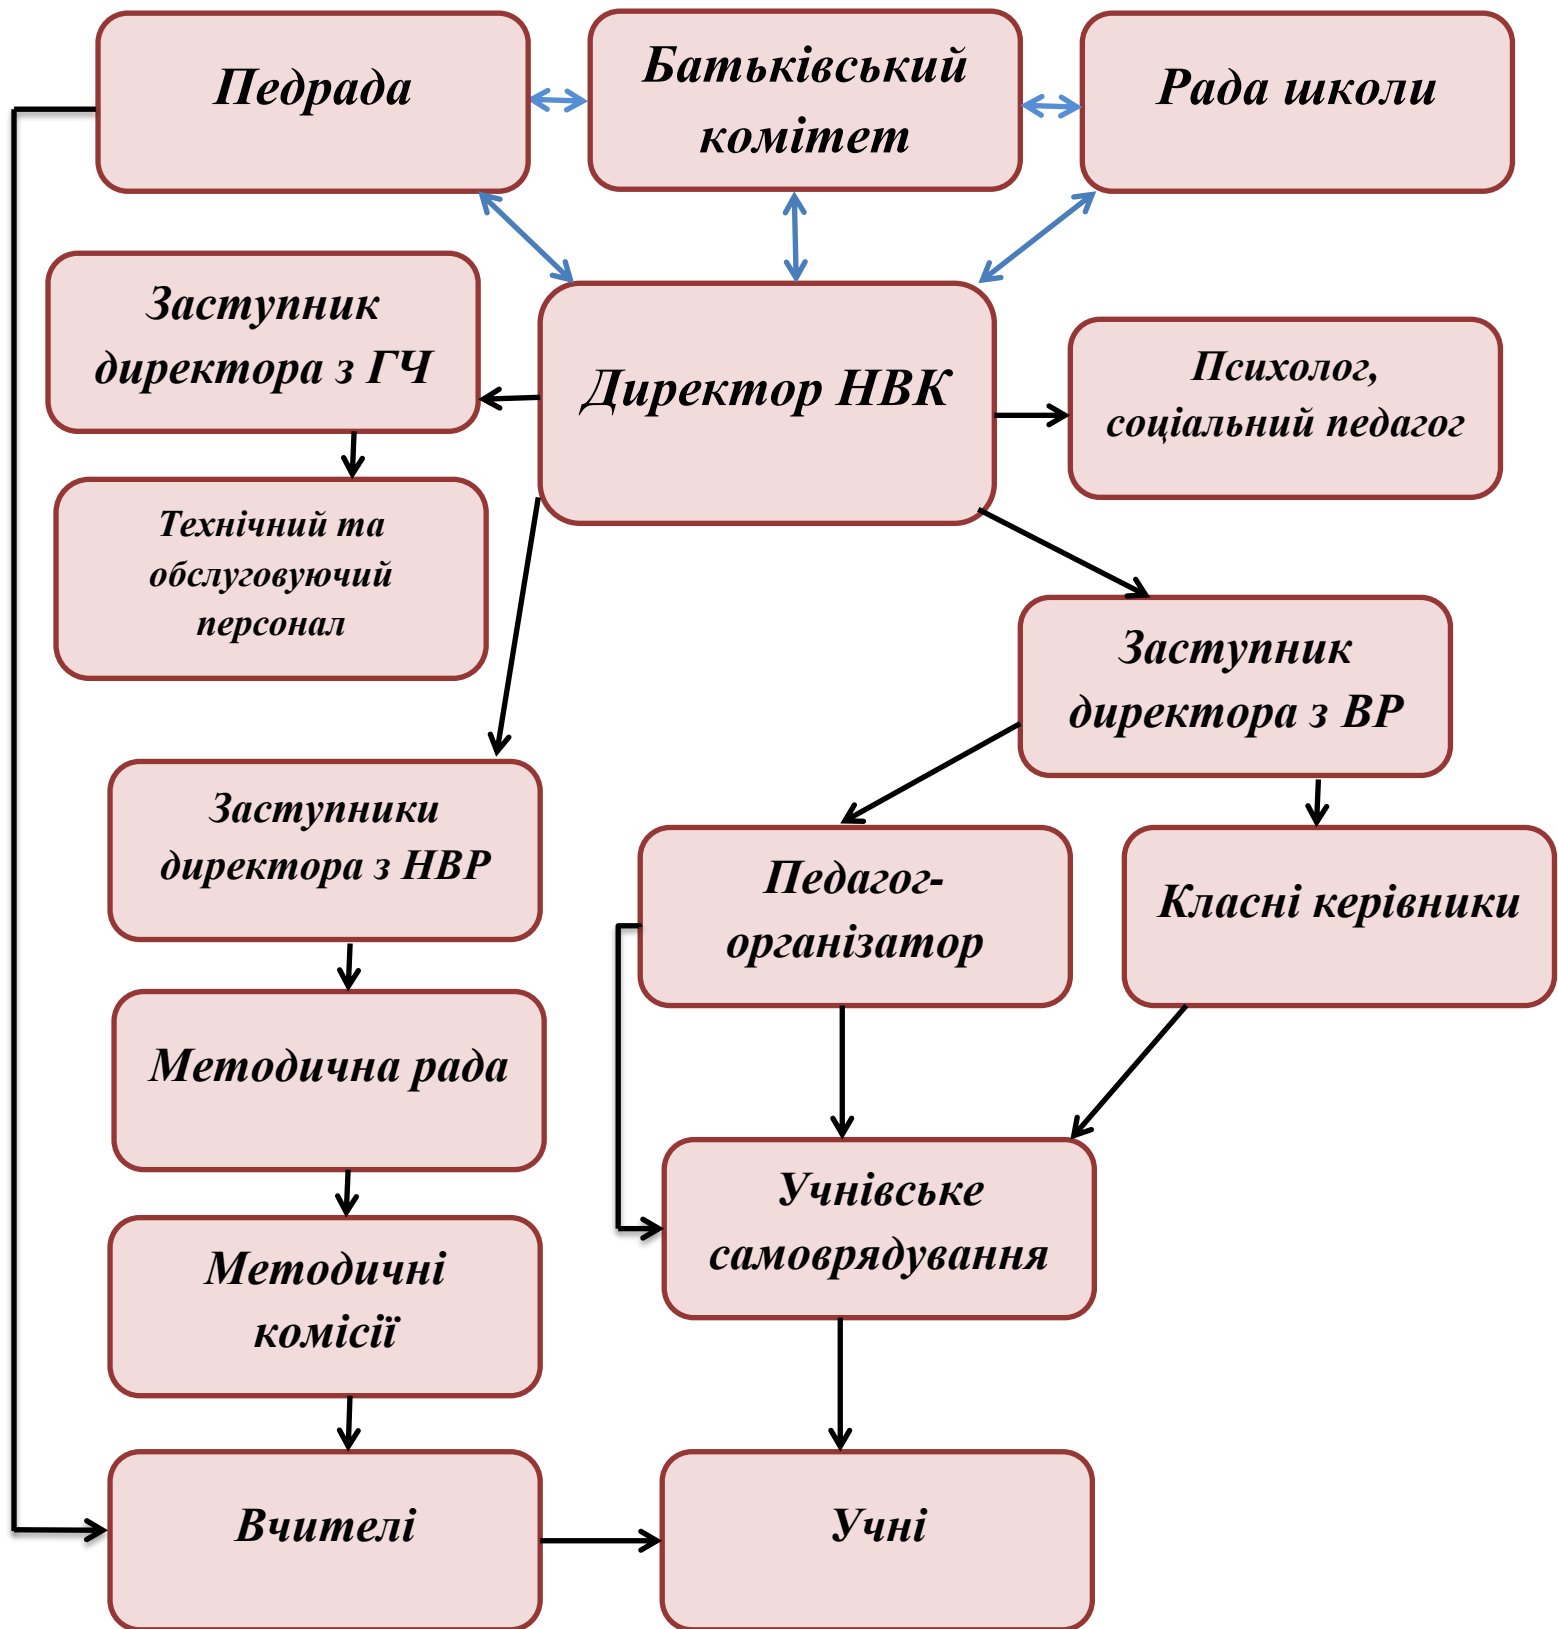 Педрада
Батьківський
комітет
Рада школи
Заступник
директора з ГЧ
Директор НВК
Психолог,
соціальний педагог
Технічний та
обслуговуючий
персонал
Заступник
директора з ВР
Заступники
директора з НВР
Педагог-
організатор
Класні керівники
Методична рада
Учнівське
самоврядування
Методичні
комісії
Вчителі
Учні